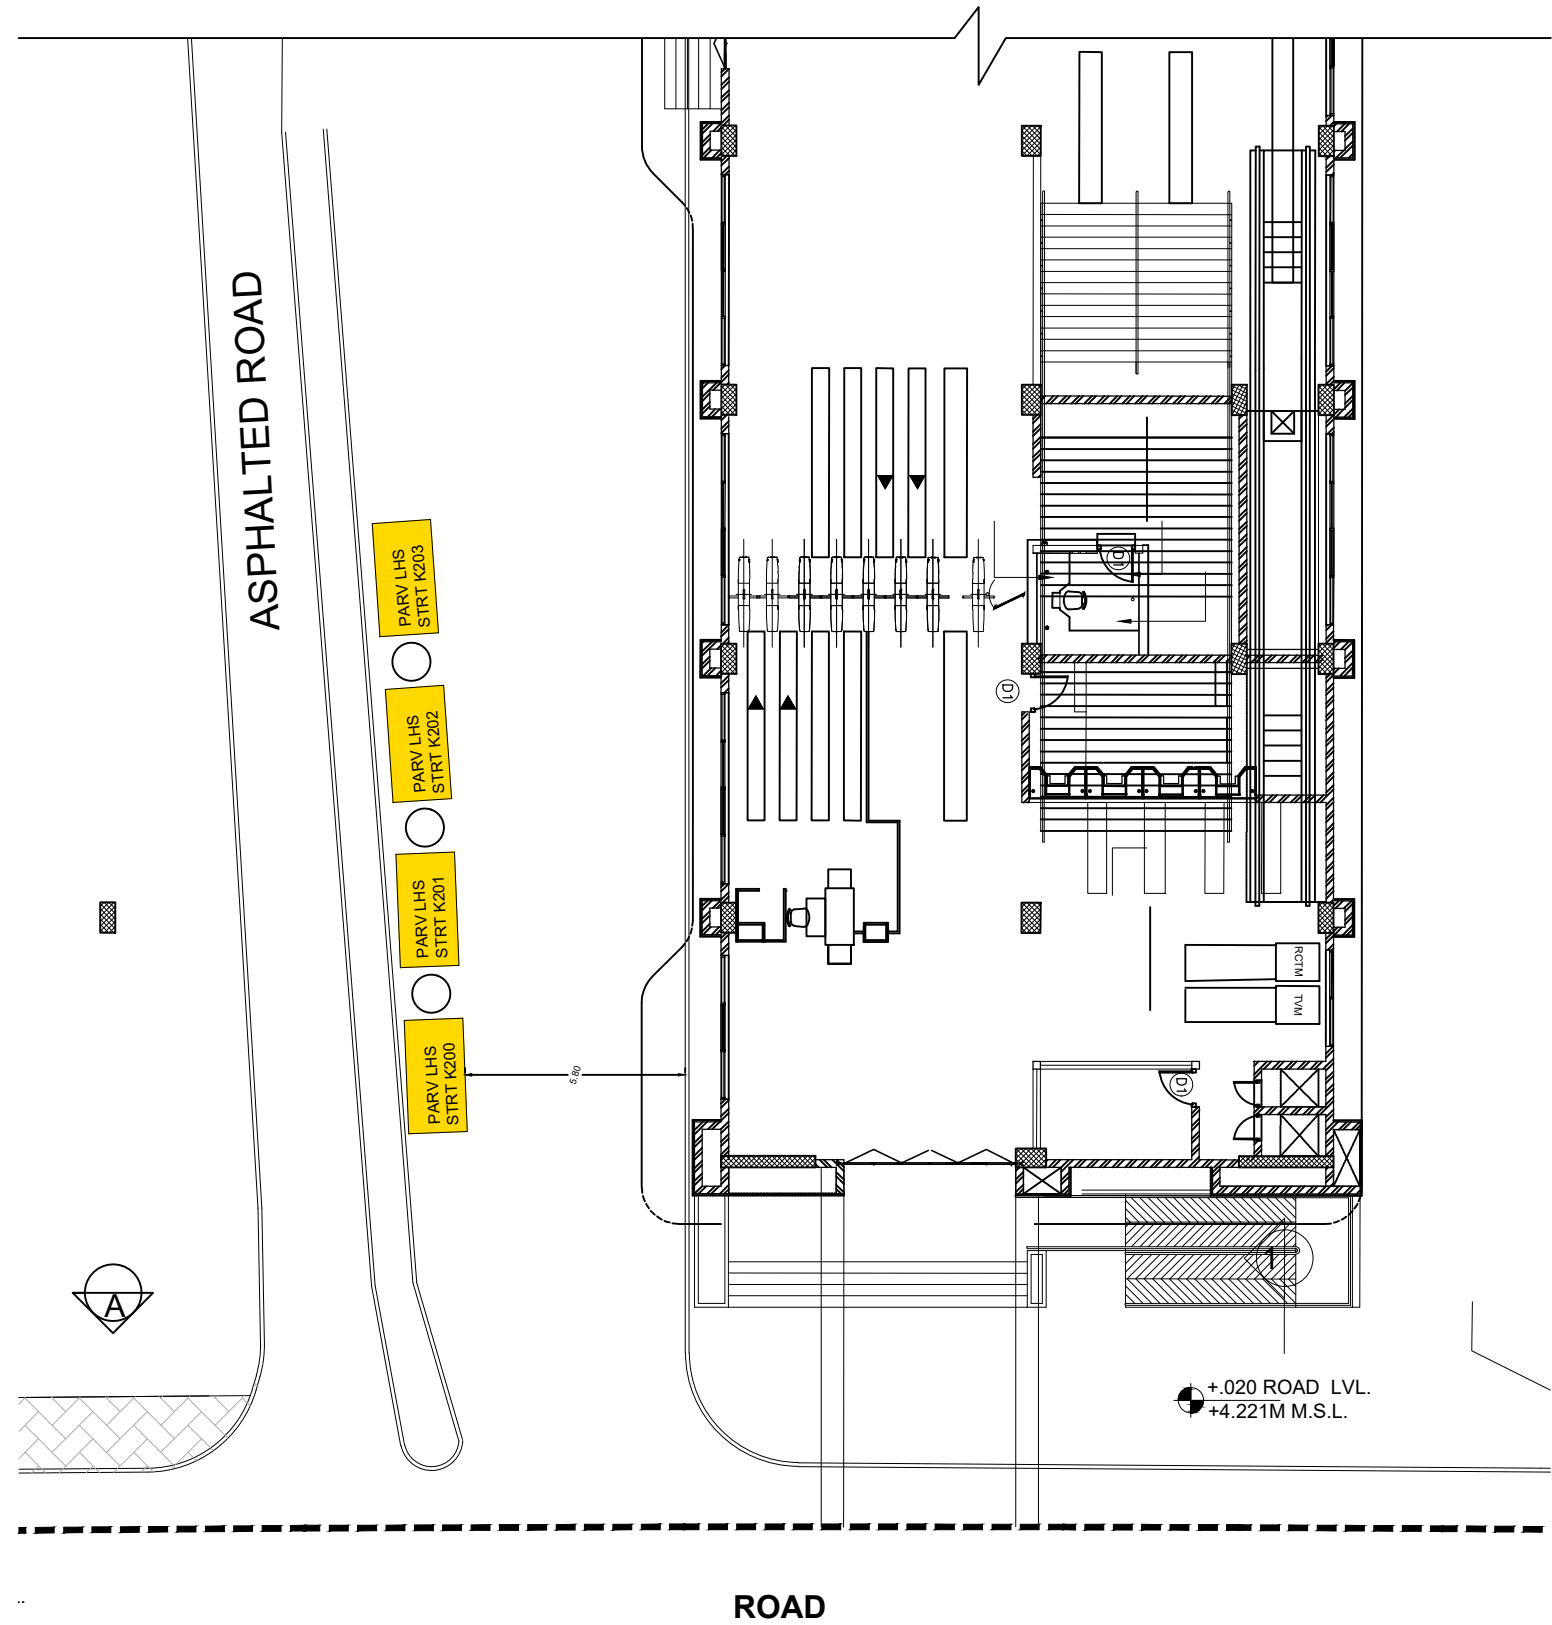 ASPHALTED ROAD
PARV LHS
STRT K203
PARV LHS
STRT K202
PARV LHS
STRT K201
PARV LHS
STRT K200
5.80
D1
D1
RCTM
TVM
D1
1
A
+.020 ROAD LVL.
+4.221M M.S.L.
ROAD